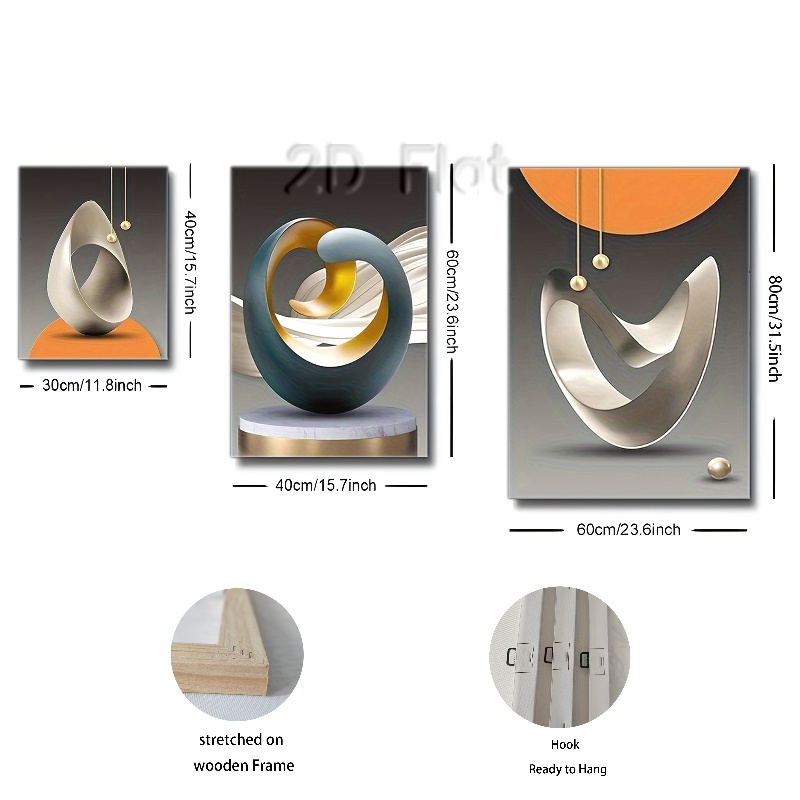 2D Flat
40cm/15.7inch
60cm/23.6inch
80cm/31.5inch
30cm/11.8inch
40cm/15.7inch
60cm/23.6inch
stretched on
wooden Frame
Hook
Ready to Hang